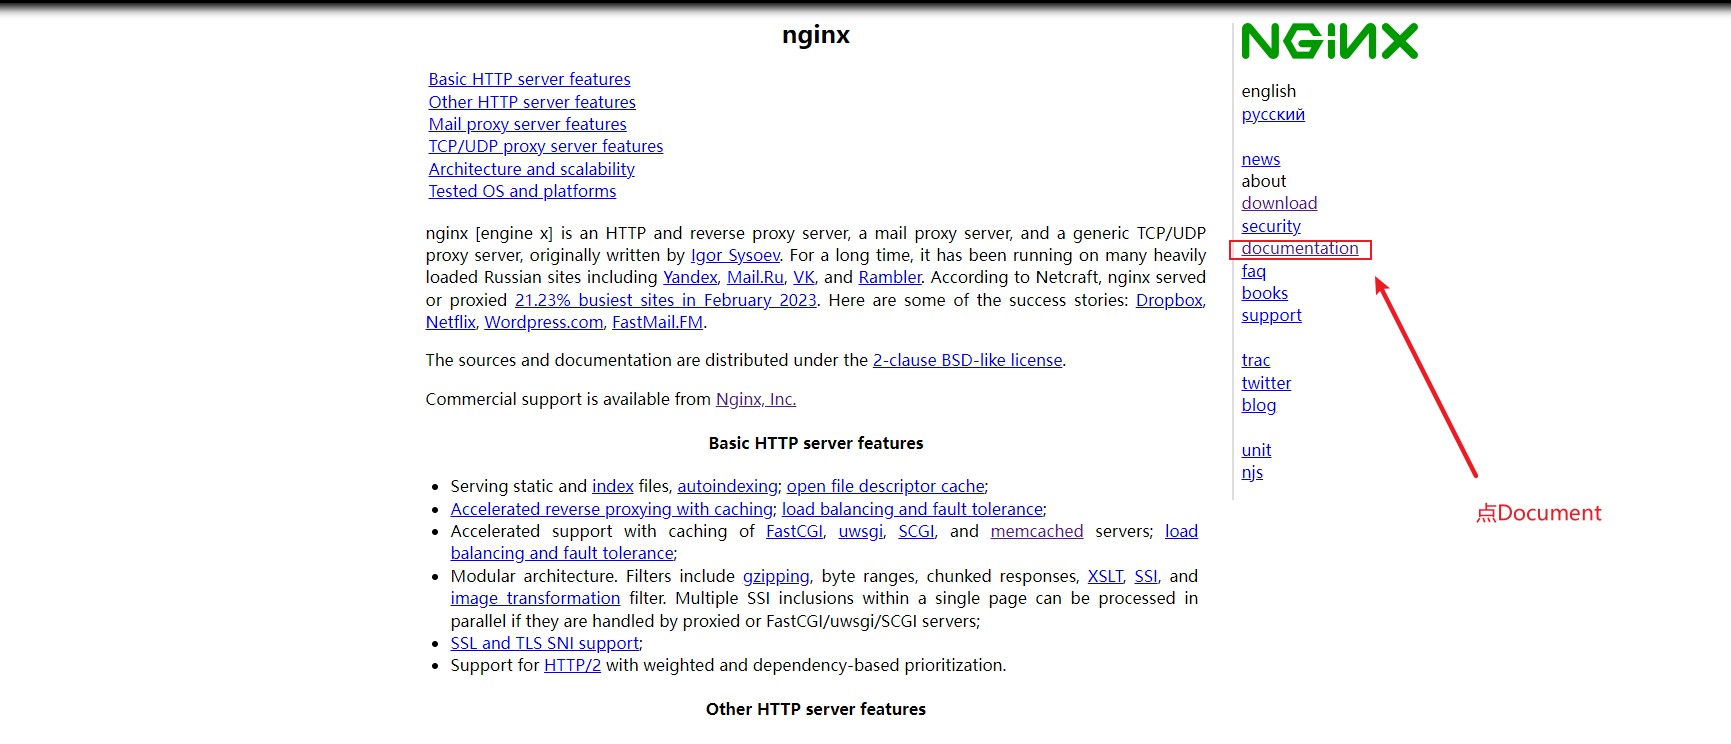 nginx
Basic HTTP server features
Other HTTP server features
Mail proxy server features
TCP/UDP proxy server features
Architecture and scalability
Tested OS and platforms
nginx [engine x] is an HTTP and reverse proxy server, a mail proxy server, and a generic TCP/UDP
proxy server, originally written by Igor Sysoev. For a long time, it has been running on many heavily
loaded Russian sites including Yandex, Mail.Ru, VK, and Rambler. According to Netcraft, nginx served
or proxied 21.23% busiest sites in February 2023. Here are some of the success stories: Dropbox,
Netflix, Wordpress.com, FastMail.FM.
The sources and documentation are distributed under the 2-clause BSD-like license.
Commercial support is available from Nginx, Inc.
Basic HTTP server features
• Serving static and index files, autoindexing; open file descriptor cache;
• Accelerated reverse proxying with caching; load balancing and fault tolerance;
• Accelerated support with caching of FastCGI, uwsgi, SCGI, and memcached servers; load
balancing and fault tolerance;
• Modular architecture. Filters include gzipping, byte ranges, chunked responses, XSLT, SSI, and
image transformation filter. Multiple SSI inclusions within a single page can be processed in
parallel if they are handled by proxied or FastCGI/uwsgi/SCGI servers;
• SSL and TLS SNI support;
• Support for HTTP/2 with weighted and dependency-based prioritization.
Other HTTP server features
NGINX
english
русский
news
about
download
security
documentation
faq
books
support
trac
twitter
blog
unit
njs
点Document